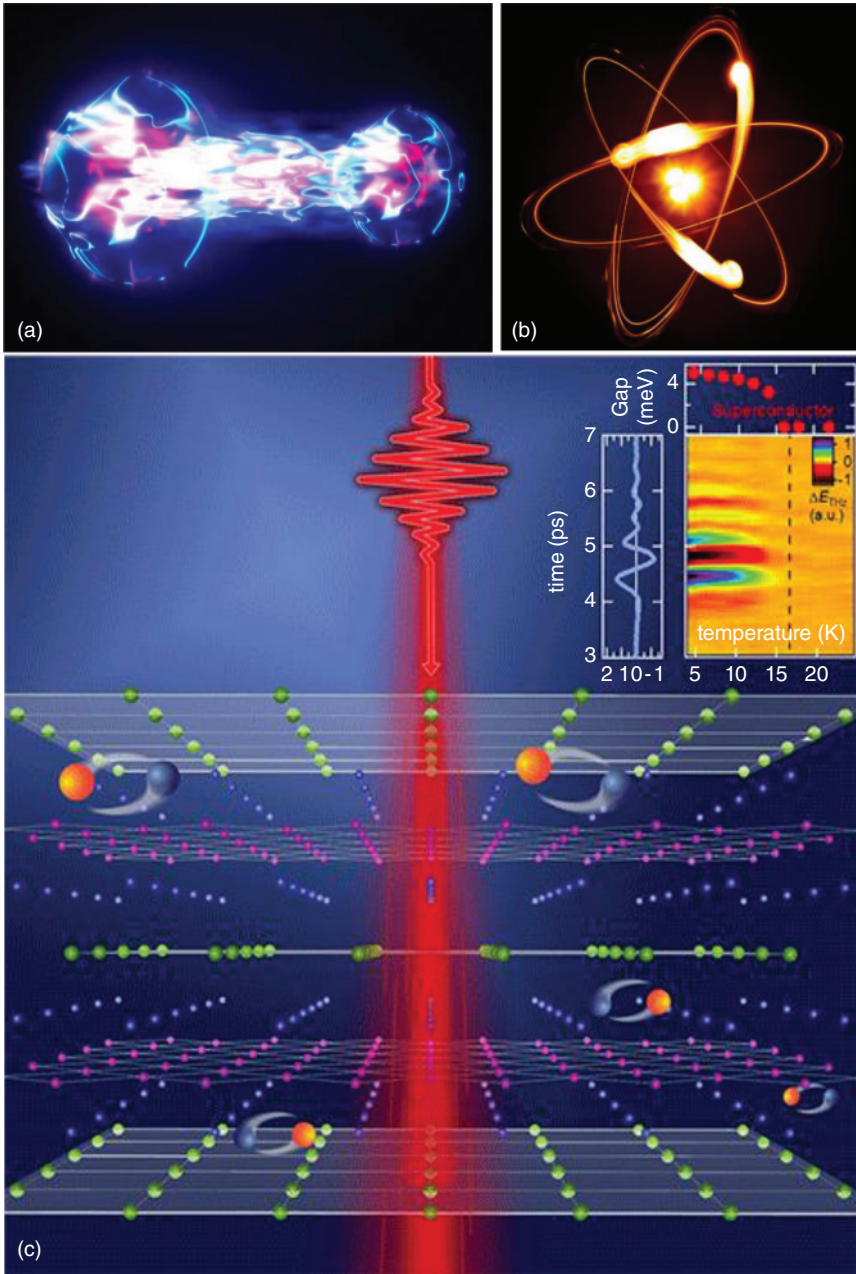 (a)
(b)
Gap
(meV)
4
0
Superconductor
7
6
5
4
3
time (ps)
1
0
-1
ΔE_THz
(a.u.)
temperature (K)
2 1 0 -1
5 10 15 20
(c)